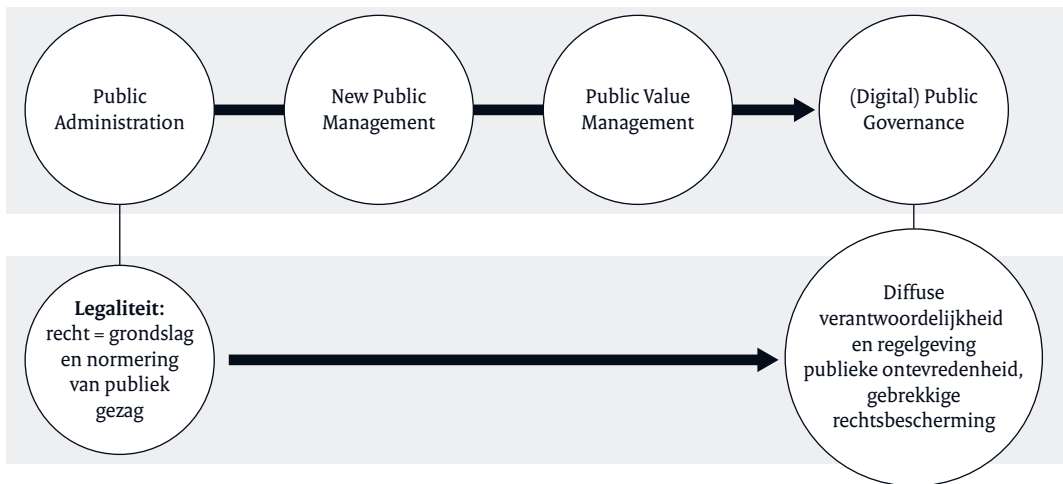 Public
Administration
New Public
Management
Public Value
Management
(Digital) Public
Governance
Legaliteit:
recht = grondslag
en normering
van publiek
gezag
Diffuse
verantwoordelijkheid
en regelgeving
publieke ontevredenheid,
gebrekkige
rechtsbescherming